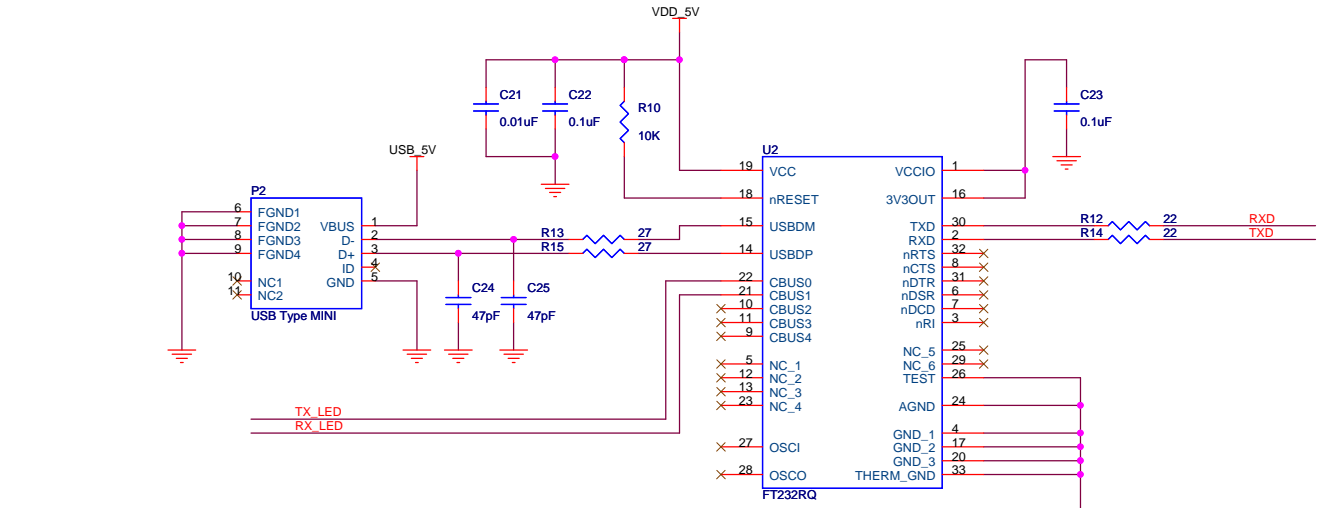 VDD_5V
C21
0.01uF
C22
0.1uF
R10
10K
C23
0.1uF
USB_5V
P2
6 FGND1
7 FGND2
8 FGND3
9 FGND4
10 NC1
11 NC2
VBUS 1
D- 2
D+ 3
ID 4
GND 5
USB Type MINI
R13 27
R15 27
C24
47pF
C25
47pF
TX_LED
RX_LED
U2
19 VCC
18 nRESET
15 USBDM
14 USBDP
22 CBUS0
21 CBUS1
10 CBUS2
11 CBUS3
9 CBUS4
5 NC_1
12 NC_2
13 NC_3
23 NC_4
27 OSCI
28 OSCO
VCCIO 1
3V3OUT 16
TXD 30
RXD 2
nRTS 32
nCTS 8
nDTR 31
nDSR 6
nDCD 7
nRI 3
NC_5 25
NC_6 29
TEST 26
AGND 24
GND_1 4
GND_2 17
GND_3 20
THERM_GND 33
FT232RQ
R12 22 RXD
R14 22 TXD